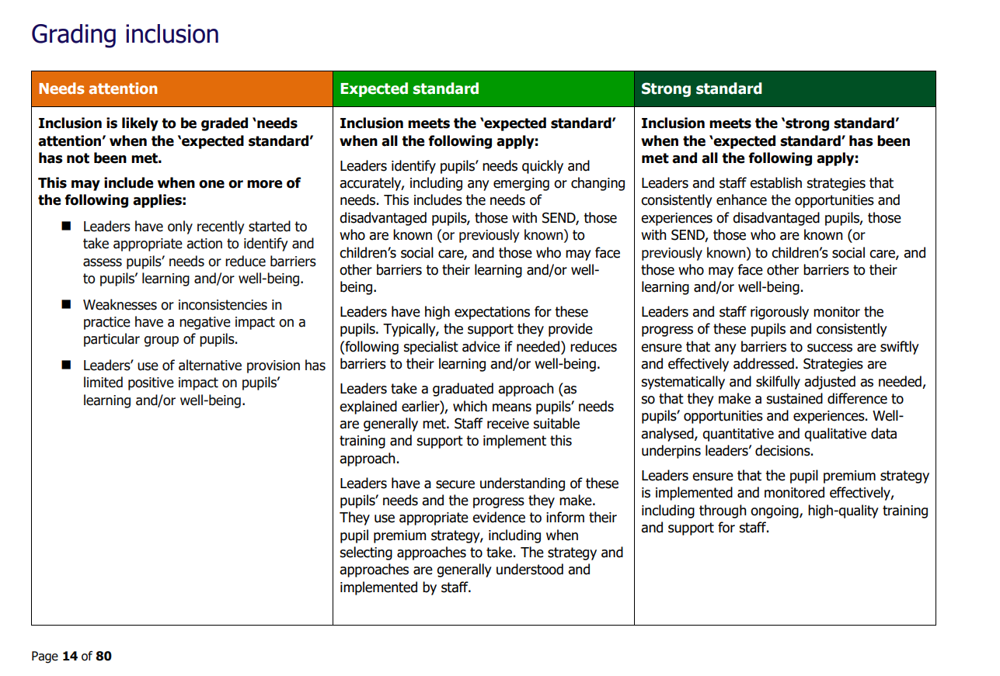 Grading inclusion
Needs attention
Inclusion is likely to be graded ‘needs
attention’ when the ‘expected standard’
has not been met.
This may include when one or more of
the following applies:
■ Leaders have only recently started to
take appropriate action to identify and
assess pupils’ needs or reduce barriers
to pupils’ learning and/or well-being.
■ Weaknesses or inconsistencies in
practice have a negative impact on a
particular group of pupils.
■ Leaders’ use of alternative provision has
limited positive impact on pupils’
learning and/or well-being.
Expected standard
Inclusion meets the ‘expected standard’
when all the following apply:
Leaders identify pupils’ needs quickly and
accurately, including any emerging or changing
needs. This includes the needs of
disadvantaged pupils, those with SEND, those
who are known (or previously known) to
children’s social care, and those who may face
other barriers to their learning and/or well-
being.
Leaders have high expectations for these
pupils. Typically, the support they provide
(following specialist advice if needed) reduces
barriers to their learning and/or well-being.
Leaders take a graduated approach (as
explained earlier), which means pupils’ needs
are generally met. Staff receive suitable
training and support to implement this
approach.
Leaders have a secure understanding of these
pupils’ needs and the progress they make.
They use appropriate evidence to inform their
pupil premium strategy, including when
selecting approaches to take. The strategy and
approaches are generally understood and
implemented by staff.
Strong standard
Inclusion meets the ‘strong standard’
when the ‘expected standard’ has been
met and all the following apply:
Leaders and staff establish strategies that
consistently enhance the opportunities and
experiences of disadvantaged pupils, those
with SEND, those who are known (or
previously known) to children’s social care, and
those who may face other barriers to their
learning and/or well-being.
Leaders and staff rigorously monitor the
progress of these pupils and consistently
ensure that any barriers to success are swiftly
and effectively addressed. Strategies are
systematically and skilfully adjusted as needed,
so that they make a sustained difference to
pupils’ opportunities and experiences. Well-
analysed, quantitative and qualitative data
underpins leaders’ decisions.
Leaders ensure that the pupil premium strategy
is implemented and monitored effectively,
including through ongoing, high-quality training
and support for staff.
Page 14 of 80